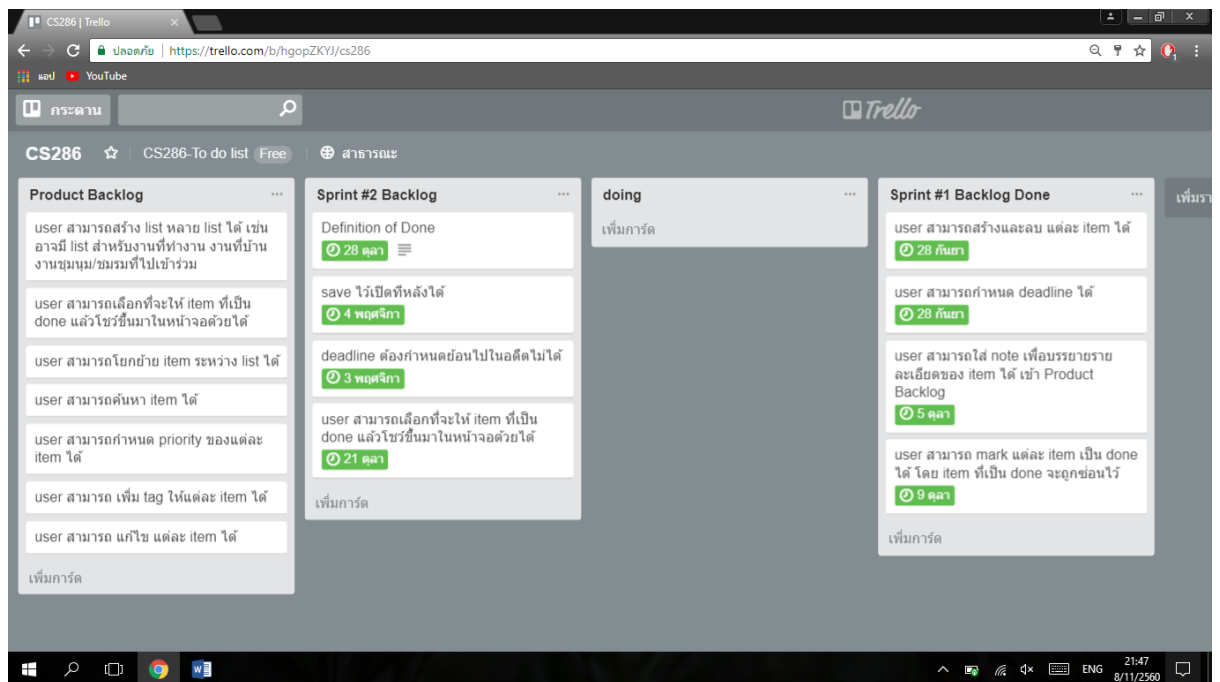 CS286 | Trello
ปลอดภัย | https://trello.com/b/hgopZKYJ/cs286
แอป YouTube
กระดาน
Trello
CS286 CS286-To do list Free สาธารณะ
Product Backlog
user สามารถสร้าง list หลาย list ได้ เช่น
อาจมี list สำหรับงานที่ทำงาน งานที่บ้าน
งานชุมนุม/ชมรมที่ไปเข้าร่วม
user สามารถเลือกที่จะให้ item ที่เป็น
done แล้วโชว์ขึ้นมาในหน้าจอด้วยได้
user สามารถโยกย้าย item ระหว่าง list ได้
user สามารถค้นหา item ได้
user สามารถกำหนด priority ของแต่ละ
item ได้
user สามารถ เพิ่ม tag ให้แต่ละ item ได้
user สามารถ แก้ไข แต่ละ item ได้
เพิ่มการ์ด
Sprint #2 Backlog
Definition of Done
28 ตุลา
save ไว้เปิดทีหลังได้
4 พฤศจิกา
deadline ต้องกำหนดย้อนไปในอดีตไม่ได้
3 พฤศจิกา
user สามารถเลือกที่จะให้ item ที่เป็น
done แล้วโชว์ขึ้นมาในหน้าจอด้วยได้
21 ตุลา
เพิ่มการ์ด
doing
เพิ่มการ์ด
Sprint #1 Backlog Done
user สามารถสร้างและลบ แต่ละ item ได้
28 กันยา
user สามารถกำหนด deadline ได้
28 กันยา
user สามารถใส่ note เพื่อบรรยายราย
ละเอียดของ item ได้ เข้า Product
Backlog
5 ตุลา
user สามารถ mark แต่ละ item เป็น done
ได้ โดย item ที่เป็น done จะถูกซ่อนไว้
9 ตุลา
เพิ่มการ์ด
เพิ่มรา
ENG
21:47
8/11/2560